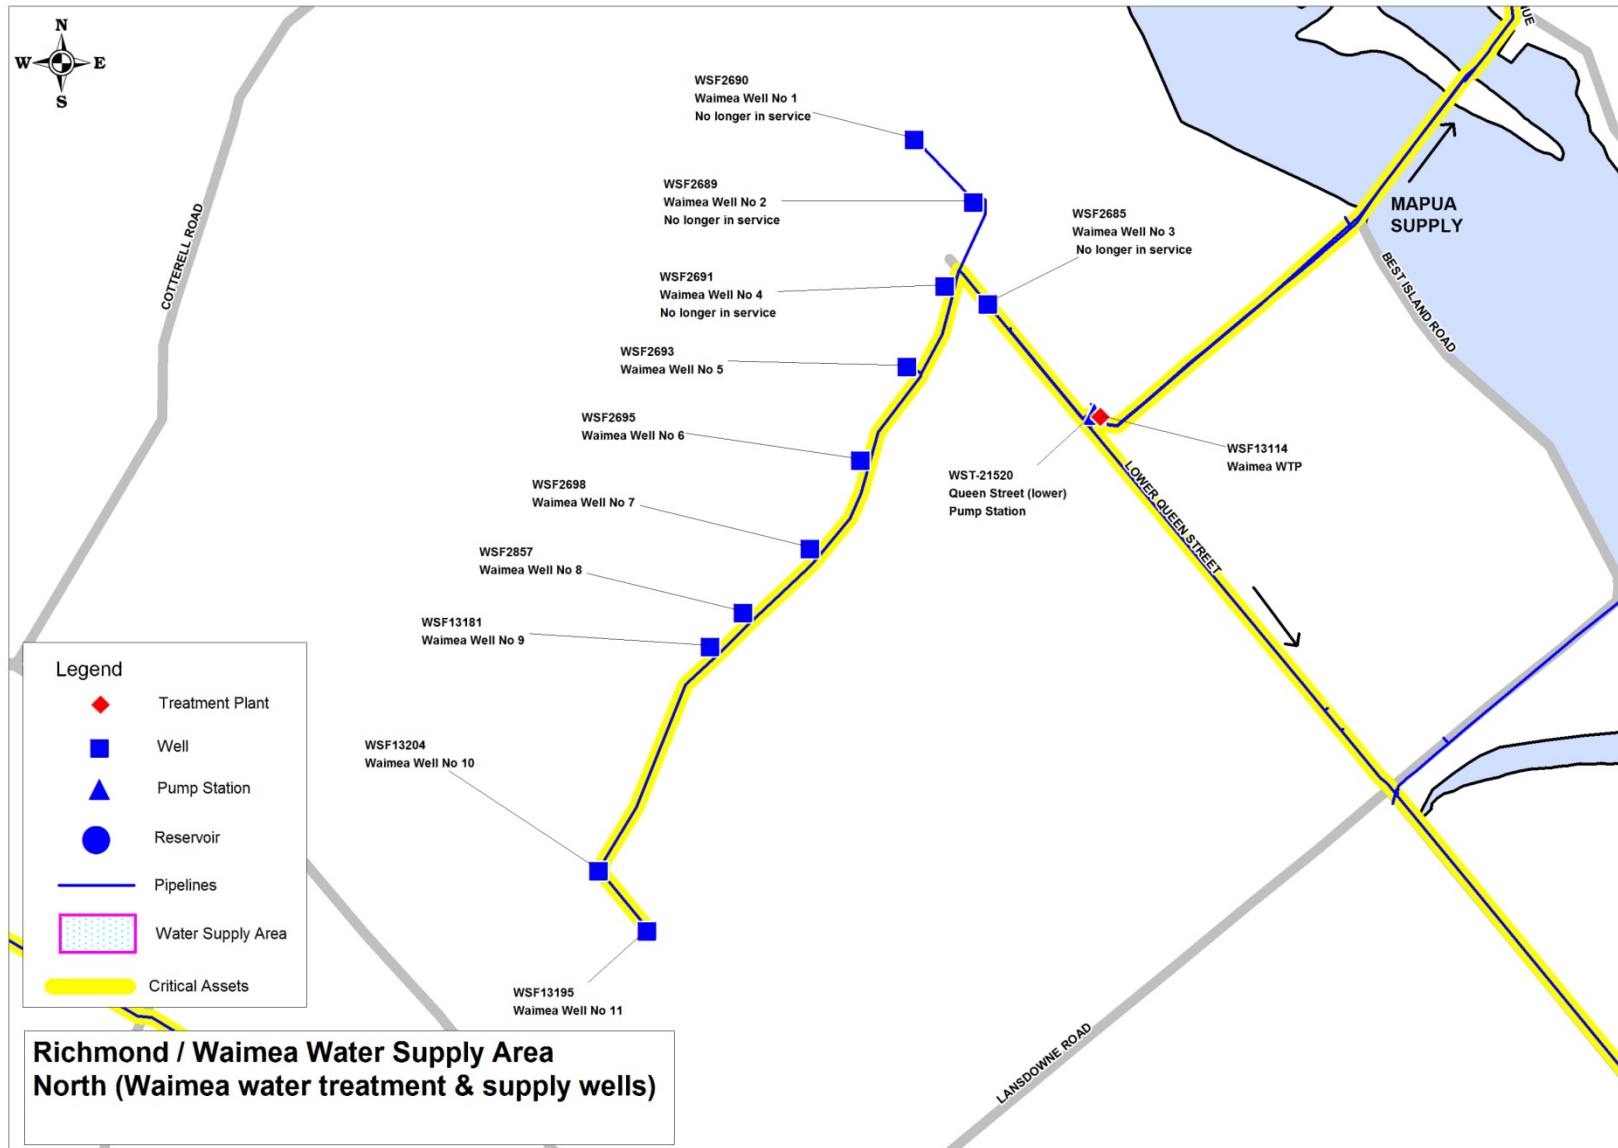 N
W E
S
WSF2690
Waimea Well No 1
No longer in service
WSF2689
Waimea Well No 2
No longer in service
WSF2685
Waimea Well No 3
No longer in service
WSF2691
Waimea Well No 4
No longer in service
WSF2693
Waimea Well No 5
WSF2695
Waimea Well No 6
WSF2698
Waimea Well No 7
WSF2857
Waimea Well No 8
WSF13181
Waimea Well No 9
WSF13204
Waimea Well No 10
WSF13195
Waimea Well No 11
WST-21520
Queen Street (lower)
Pump Station
WSF13114
Waimea WTP
MAPUA
SUPPLY
COTTERELL ROAD
BEST ISLAND ROAD
LOWER QUEEN STREET
LANSDOWNE ROAD
UE
Legend
Treatment Plant
Well
Pump Station
Reservoir
Pipelines
Water Supply Area
Critical Assets
Richmond / Waimea Water Supply Area
North (Waimea water treatment & supply wells)